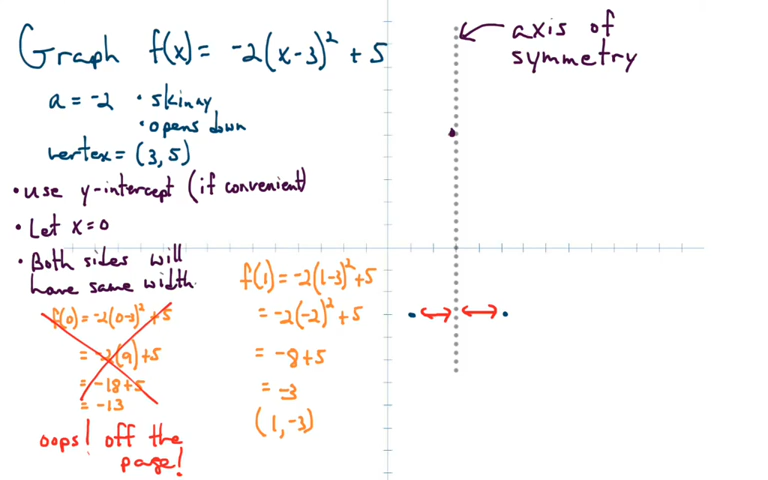 Graph f(x) = -2(x-3)² + 5
a = -2 • skinny
• opens down
vertex = (3, 5)
• use y-intercept (if convenient)
• Let x=0
• Both sides will
have same width.
f(0) = -2(0-3)² + 5
= -2(9) + 5
= -18+5
= -13
oops! off the
page!
f(1) = -2(1-3)² + 5
= -2(-2)² + 5
= -8+5
= -3
(1, -3)
axis of
symmetry